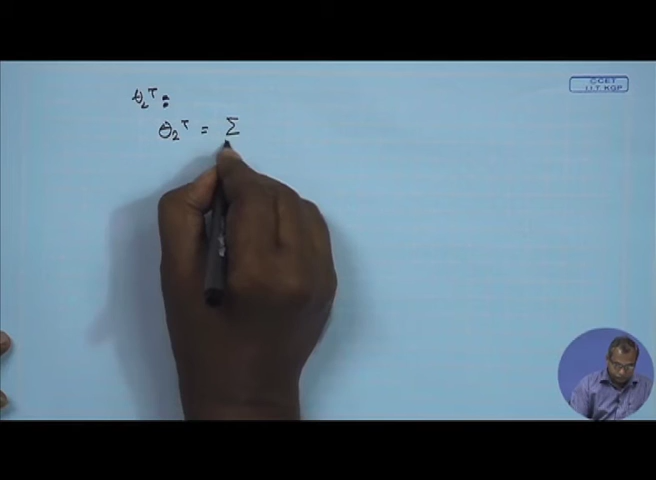 θ₂ᵀ :
θ₂ᵀ = Σ
CCET
I.I.T. KGP